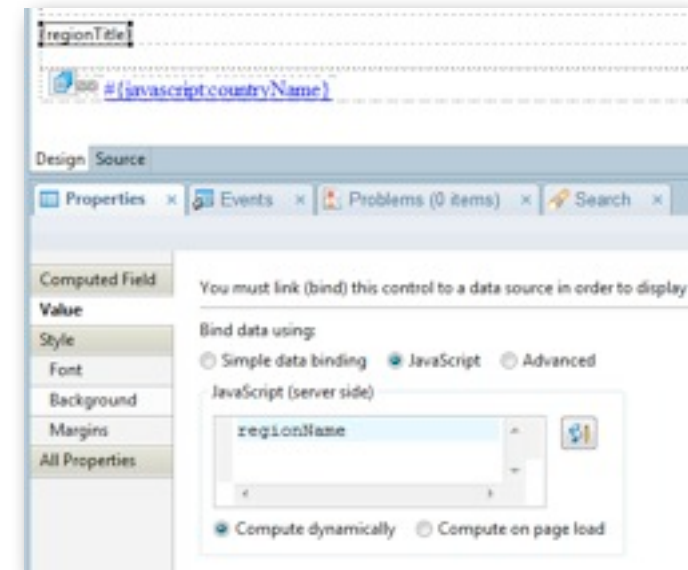 {regionTitle}
#{javascript:countryName}
Design Source
Properties × Events × Problems (0 items) × Search ×
Computed Field
You must link (bind) this control to a data source in order to display
Value
Bind data using:
Style
Simple data binding JavaScript Advanced
Font
JavaScript (server side)
Background
regionName
Margins
All Properties
Compute dynamically Compute on page load